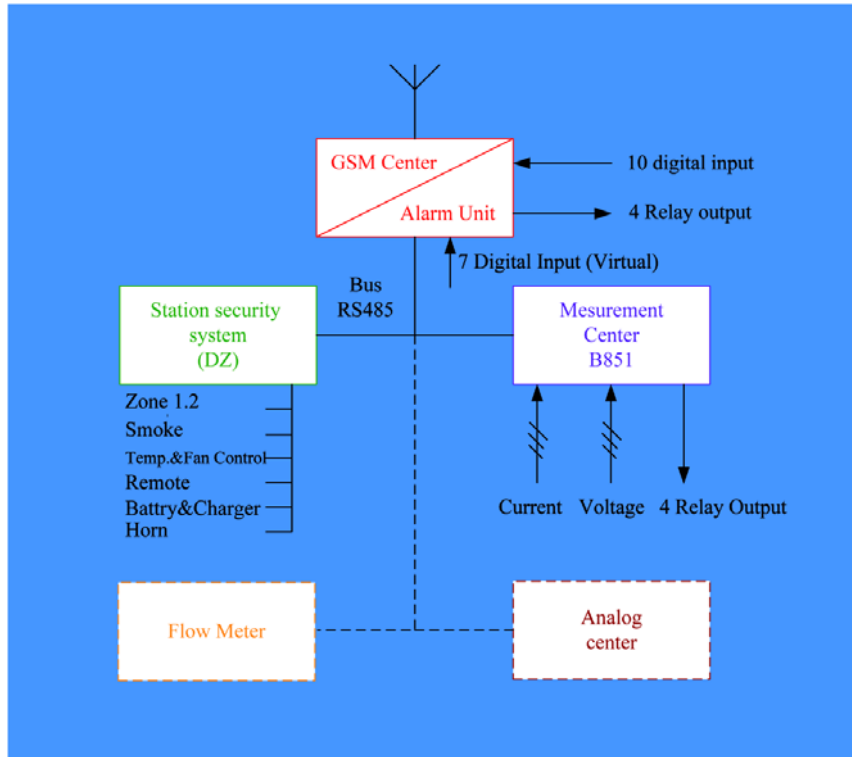 GSM Center
Alarm Unit
10 digital input
4 Relay output
7 Digital Input (Virtual)
Bus
RS485
Station security
system
(DZ)
Mesurement
Center
B851
Zone 1.2
Smoke
Temp.&Fan Control
Remote
Battry&Charger
Horn
Current
Voltage
4 Relay Output
Flow Meter
Analog
center